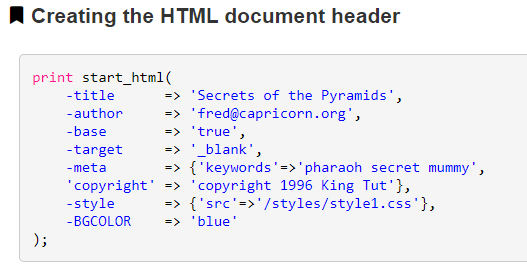 Creating the HTML document header
print start_html(
    -title      => 'Secrets of the Pyramids',
    -author     => 'fred@capricorn.org',
    -base       => 'true',
    -target     => '_blank',
    -meta       => {'keywords'=>'pharaoh secret mummy',
    'copyright' => 'copyright 1996 King Tut'},
    -style      => {'src'=>'/styles/style1.css'},
    -BGCOLOR    => 'blue'
);